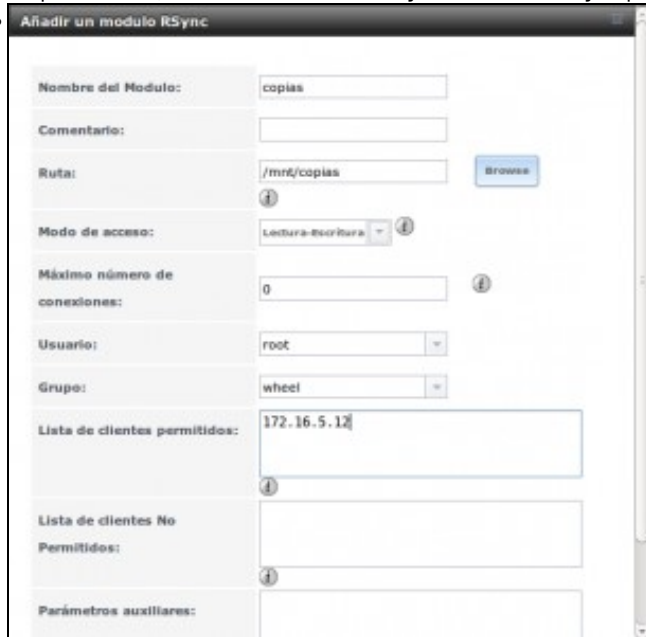 Añadir un modulo RSync
Nombre del Modulo: copias
Comentario:
Ruta: /mnt/copias Browse
Modo de acceso: Lectura-Escritura
Máximo número de
conexiones: 0
Usuario: root
Grupo: wheel
Lista de clientes permitidos: 172.16.5.12
Lista de clientes No
Permitidos:
Parámetros auxiliares: